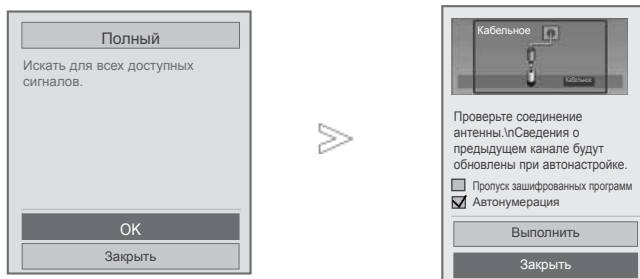 Полный
Искать для всех доступных
сигналов.
OK
Закрыть
Кабельное
Кабельное
Проверьте соединение
антенны.\nСведения о
предыдущем канале будут
обновлены при автонастройке.
Пропуск зашифрованных программ
Автонумерация
Выполнить
Закрыть